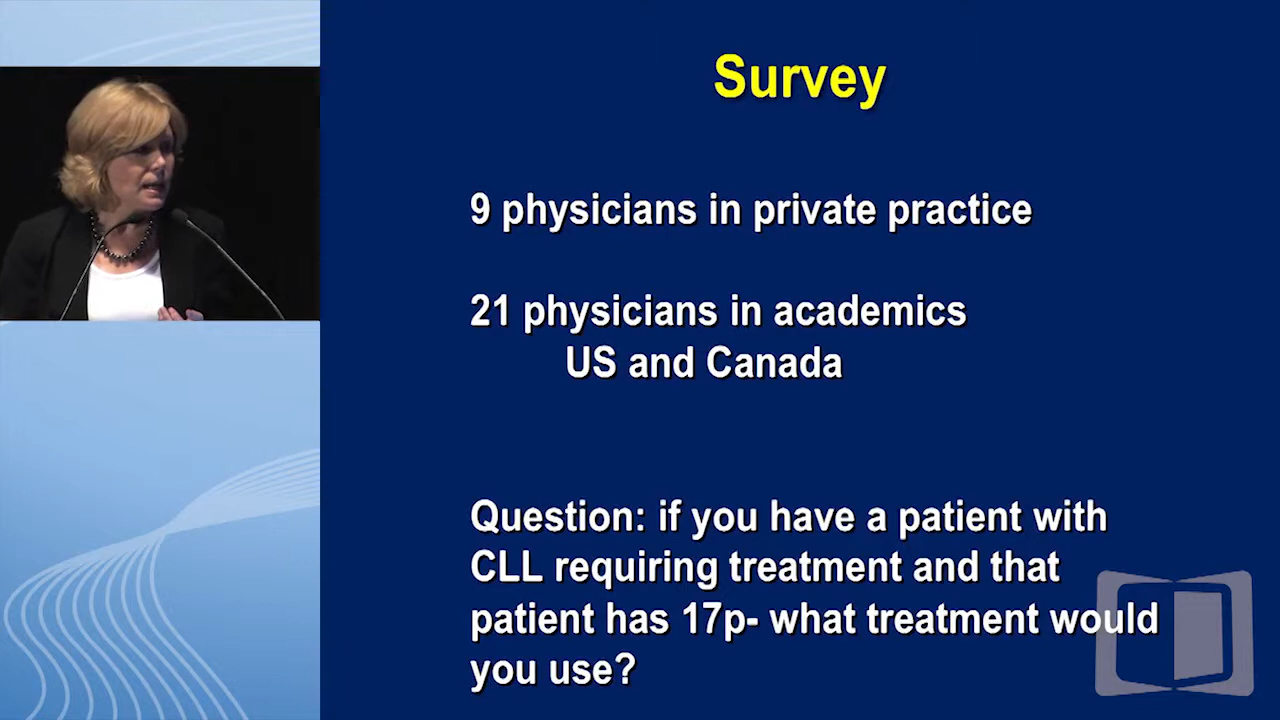 Survey
9 physicians in private practice
21 physicians in academics
US and Canada
Question: if you have a patient with
CLL requiring treatment and that
patient has 17p- what treatment would
you use?